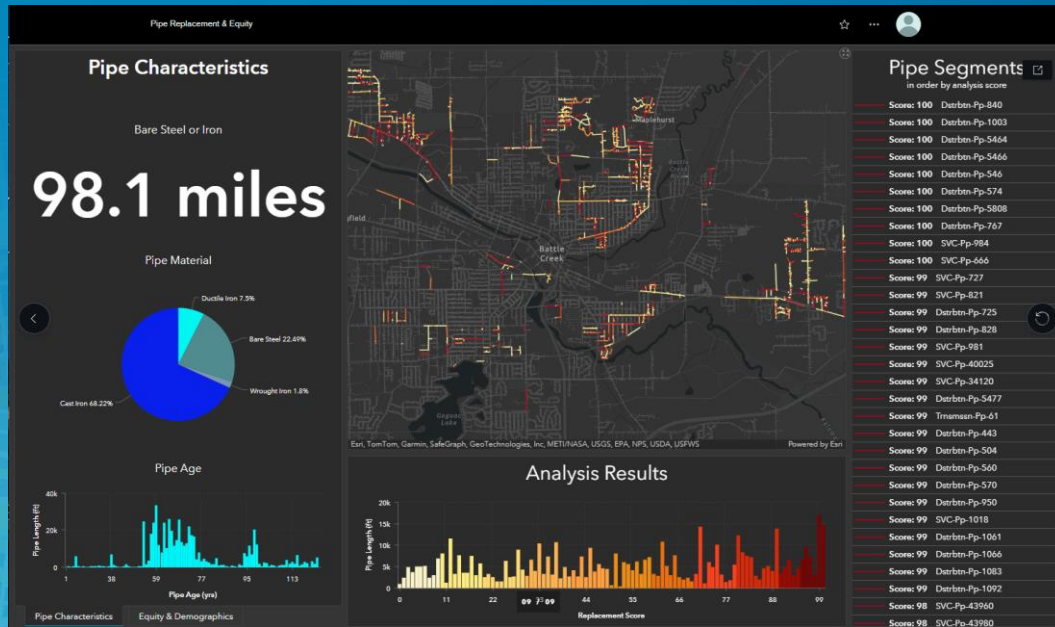 Pipe Replacement & Equity
Pipe Characteristics
Bare Steel or Iron
98.1 miles
Pipe Material
Ductile Iron 7.5%
Bare Steel 22.49%
Wrought Iron 1.8%
Cast Iron 68.22%
Pipe Age
Pipe Length (Ft)
40k
20k
0
1 38 59 77 95 113
Pipe Age (yrs)
Pipe Characteristics Equity & Demographics
Maplehurst
Battle
Creek
Lake
Esri, TomTom, Garmin, SafeGraph, GeoTechnologies, Inc, METI/NASA, USGS, EPA, NPS, USDA, USFWS Powered by Esri
Analysis Results
Pipe Length (Ft)
20k
15k
10k
5k
0
0 11 22 44 55 66 77 88 99
Replacement Score
Pipe Segments
in order by analysis score
Score: 100 Dstrbtn-Pp-840
Score: 100 Dstrbtn-Pp-1003
Score: 100 Dstrbtn-Pp-5464
Score: 100 Dstrbtn-Pp-5466
Score: 100 Dstrbtn-Pp-546
Score: 100 Dstrbtn-Pp-574
Score: 100 Dstrbtn-Pp-5808
Score: 100 Dstrbtn-Pp-767
Score: 100 SVC-Pp-984
Score: 100 SVC-Pp-666
Score: 99 SVC-Pp-727
Score: 99 SVC-Pp-821
Score: 99 Dstrbtn-Pp-725
Score: 99 Dstrbtn-Pp-828
Score: 99 SVC-Pp-981
Score: 99 SVC-Pp-40025
Score: 99 SVC-Pp-34120
Score: 99 Dstrbtn-Pp-5477
Score: 99 Trnsmssn-Pp-61
Score: 99 Dstrbtn-Pp-443
Score: 99 Dstrbtn-Pp-504
Score: 99 Dstrbtn-Pp-560
Score: 99 Dstrbtn-Pp-570
Score: 99 Dstrbtn-Pp-950
Score: 99 SVC-Pp-1018
Score: 99 Dstrbtn-Pp-1061
Score: 99 Dstrbtn-Pp-1066
Score: 99 Dstrbtn-Pp-1083
Score: 99 Dstrbtn-Pp-1092
Score: 98 SVC-Pp-43960
Score: 98 SVC-Pp-43980